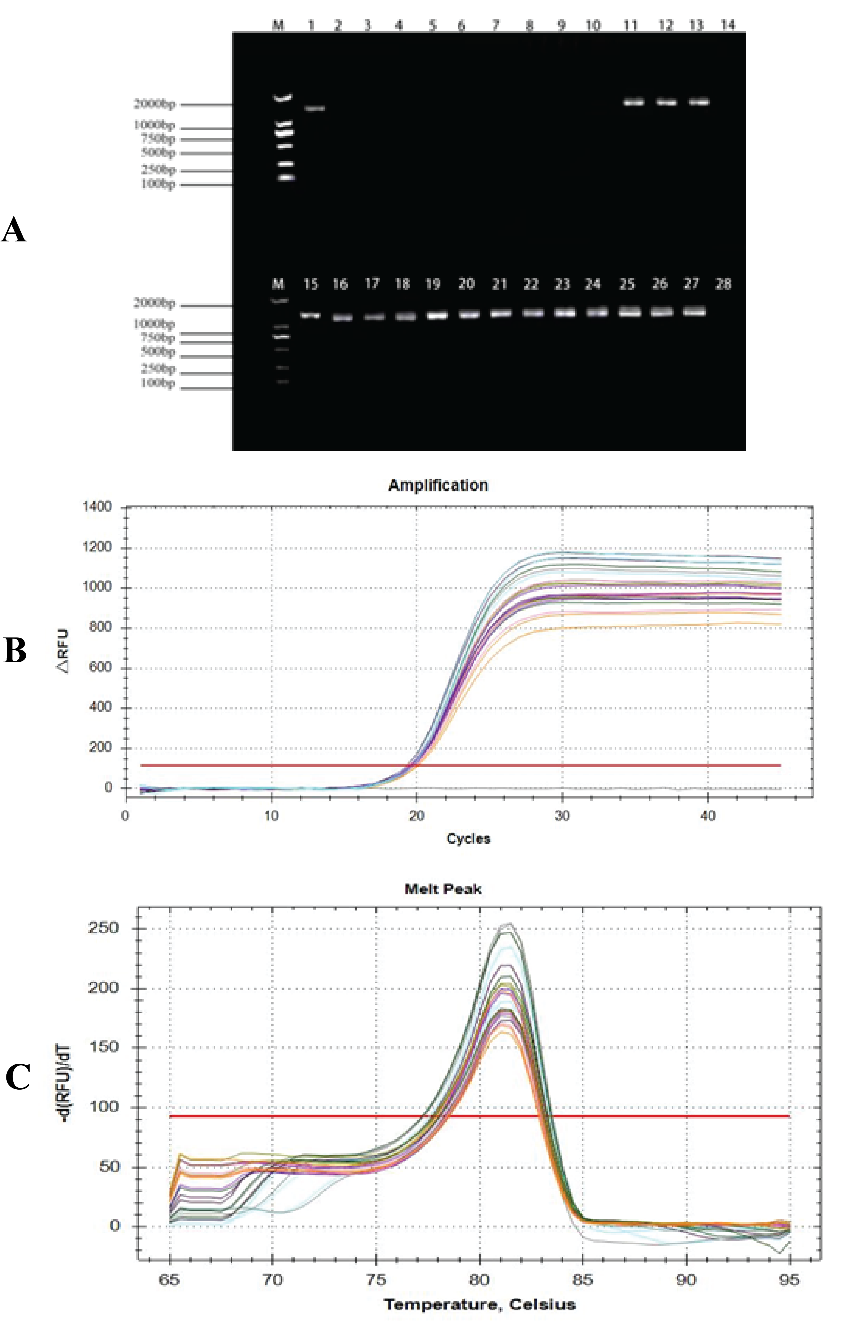 M 1 2 3 4 5 6 7 8 9 10 11 12 13 14
2000bp
1000bp
750bp
500bp
250bp
100bp
A
M 15 16 17 18 19 20 21 22 23 24 25 26 27 28
2000bp
1000bp
750bp
500bp
250bp
100bp
Amplification
1400
1200
1000
800
600
400
200
0
B
△RFU
0 10 20 30 40
Cycles
Melt Peak
250
200
150
100
50
0
C
-d(RFU)/dT
65 70 75 80 85 90 95
Temperature, Celsius